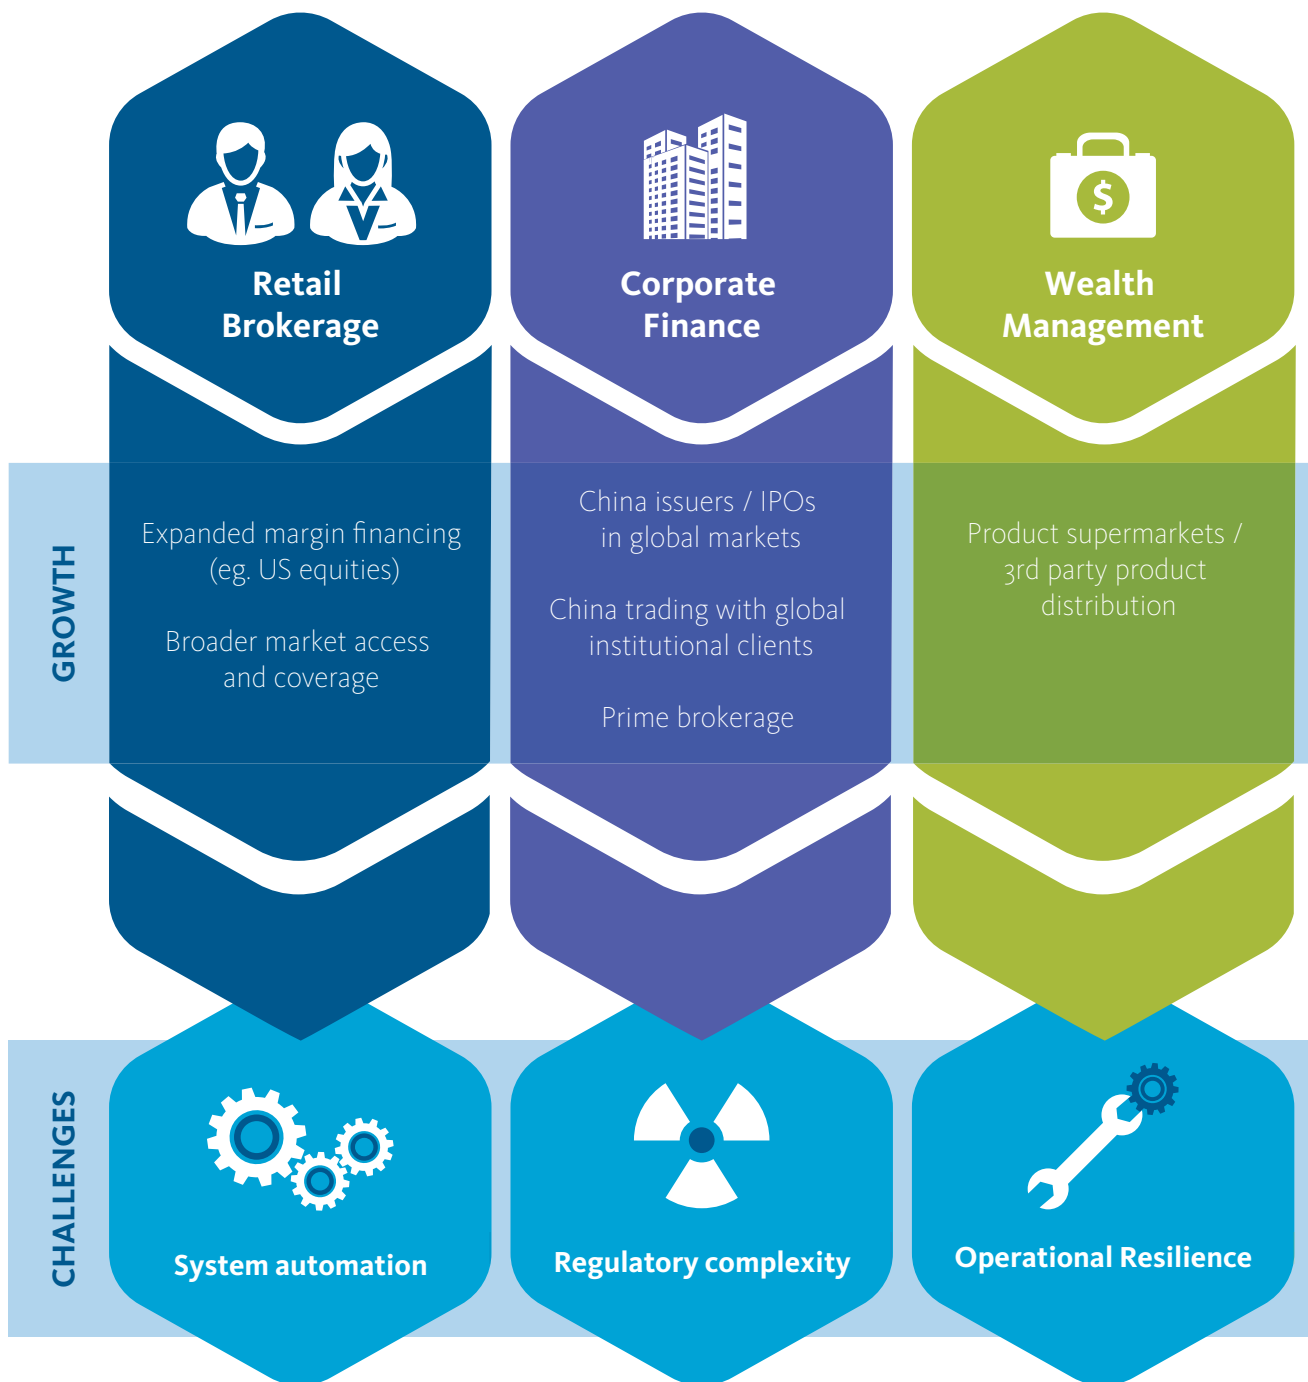 Retail
Brokerage
Corporate
Finance
Wealth
Management
GROWTH
Expanded margin financing
(eg. US equities)
Broader market access
and coverage
China issuers / IPOs
in global markets
China trading with global
institutional clients
Prime brokerage
Product supermarkets /
3rd party product
distribution
CHALLENGES
System automation
Regulatory complexity
Operational Resilience
$